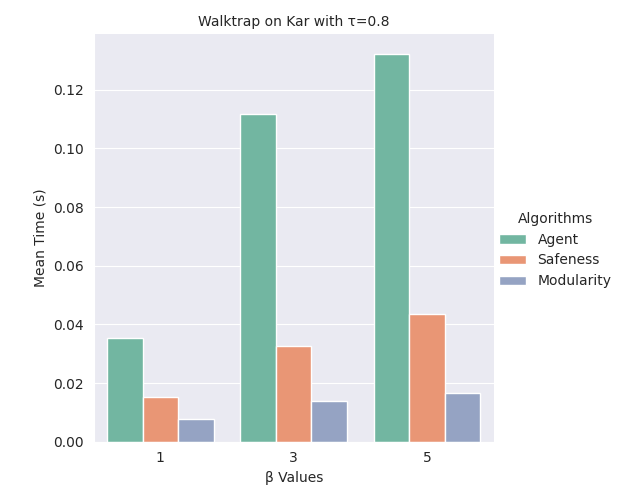 Walktrap on Kar with τ=0.8
Mean Time (s)
0.12
0.10
0.08
0.06
0.04
0.02
0.00
1 3 5
β Values
Algorithms
Agent
Safeness
Modularity